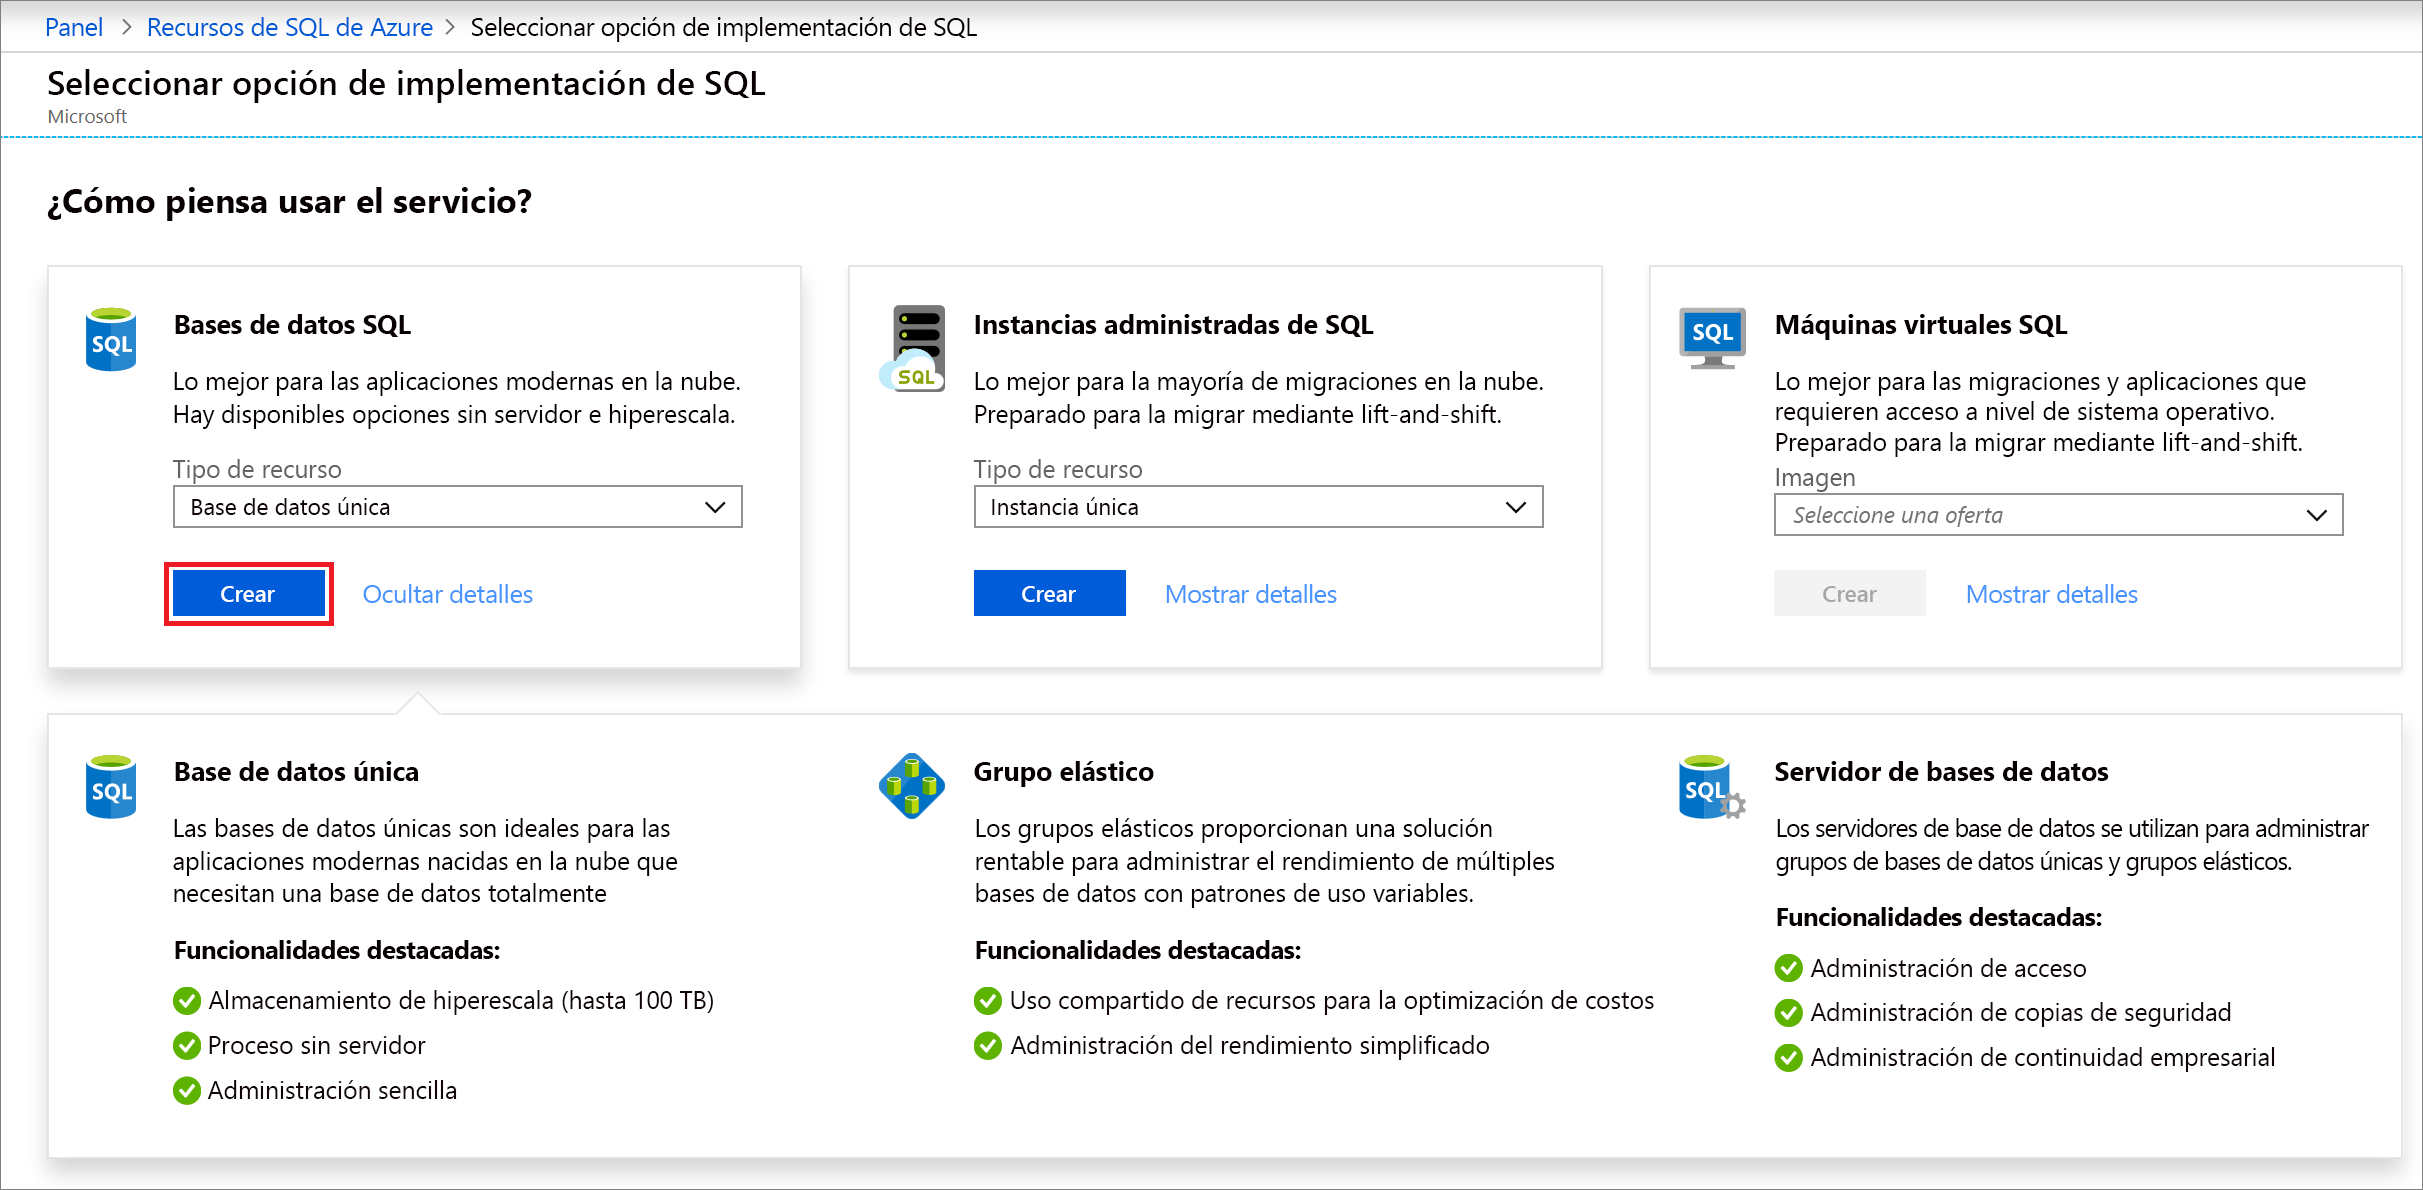 Panel > Recursos de SQL de Azure > Seleccionar opción de implementación de SQL
Seleccionar opción de implementación de SQL
Microsoft
¿Cómo piensa usar el servicio?
SQL
Bases de datos SQL
Lo mejor para las aplicaciones modernas en la nube.
Hay disponibles opciones sin servidor e hiperescala.
Tipo de recurso
Base de datos única
Crear
Ocultar detalles
SQL
Instancias administradas de SQL
Lo mejor para la mayoría de migraciones en la nube.
Preparado para la migrar mediante lift-and-shift.
Tipo de recurso
Instancia única
Crear
Mostrar detalles
SQL
Máquinas virtuales SQL
Lo mejor para las migraciones y aplicaciones que
requieren acceso a nivel de sistema operativo.
Preparado para la migrar mediante lift-and-shift.
Imagen
Seleccione una oferta
Crear
Mostrar detalles
SQL
Base de datos única
Las bases de datos únicas son ideales para las
aplicaciones modernas nacidas en la nube que
necesitan una base de datos totalmente
Funcionalidades destacadas:
Almacenamiento de hiperescala (hasta 100 TB)
Proceso sin servidor
Administración sencilla
Grupo elástico
Los grupos elásticos proporcionan una solución
rentable para administrar el rendimiento de múltiples
bases de datos con patrones de uso variables.
Funcionalidades destacadas:
Uso compartido de recursos para la optimización de costos
Administración del rendimiento simplificado
SQL
Servidor de bases de datos
Los servidores de base de datos se utilizan para administrar
grupos de bases de datos únicas y grupos elásticos.
Funcionalidades destacadas:
Administración de acceso
Administración de copias de seguridad
Administración de continuidad empresarial